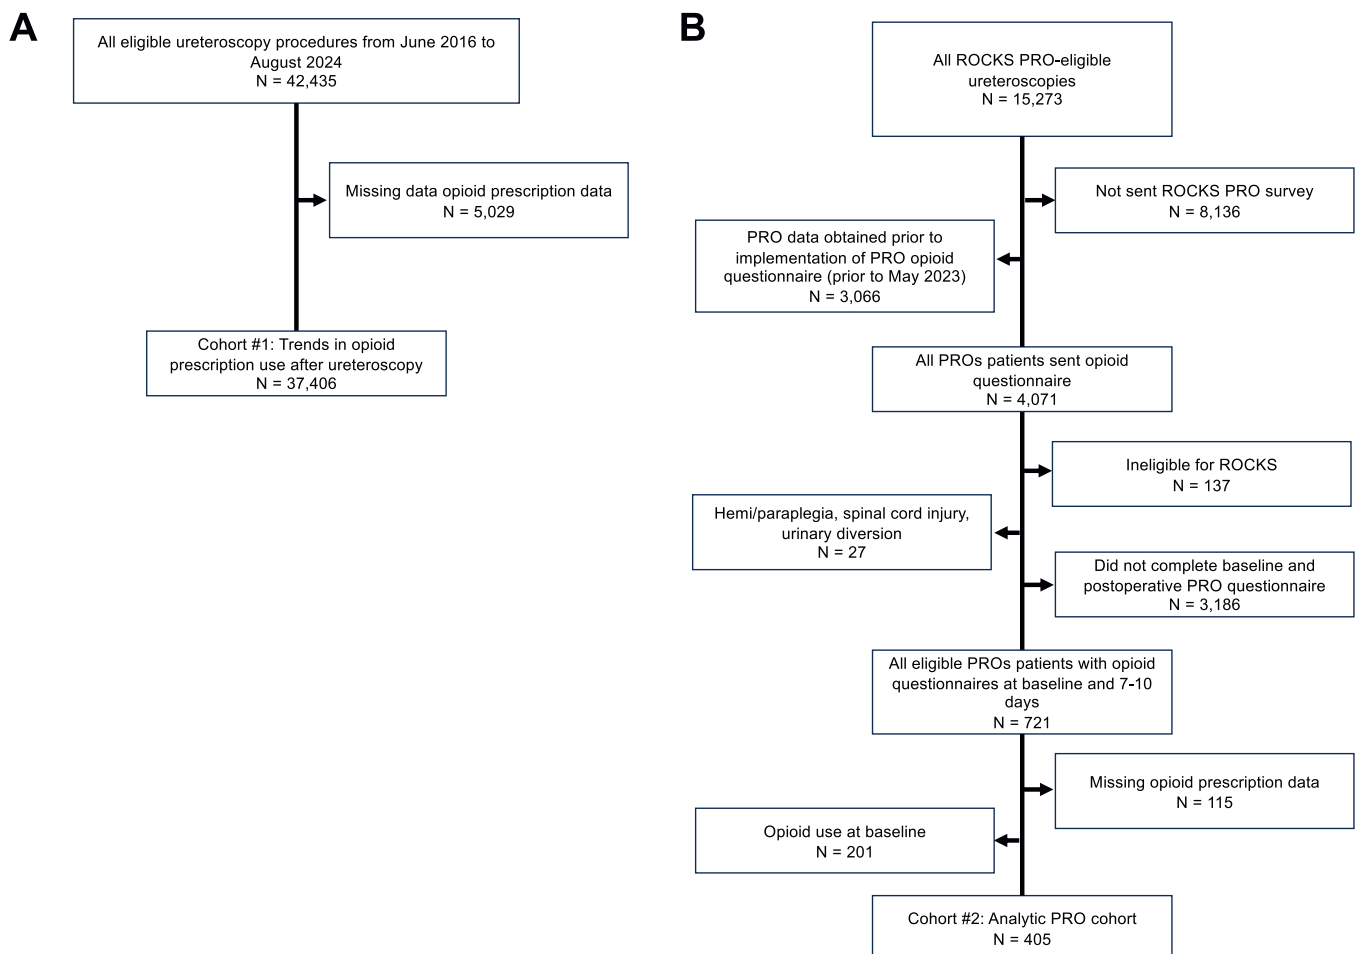 A
All eligible ureteroscopy procedures from June 2016 to
August 2024
N = 42,435
Missing data opioid prescription data
N = 5,029
Cohort #1: Trends in opioid
prescription use after ureteroscopy
N = 37,406
B
All ROCKS PRO-eligible
ureteroscopies
N = 15,273
Not sent ROCKS PRO survey
N = 8,136
PRO data obtained prior to
implementation of PRO opioid
questionnaire (prior to May 2023)
N = 3,066
All PROs patients sent opioid
questionnaire
N = 4,071
Ineligible for ROCKS
N = 137
Hemi/paraplegia, spinal cord injury,
urinary diversion
N = 27
Did not complete baseline and
postoperative PRO questionnaire
N = 3,186
All eligible PROs patients with opioid
questionnaires at baseline and 7-10
days
N = 721
Missing opioid prescription data
N = 115
Opioid use at baseline
N = 201
Cohort #2: Analytic PRO cohort
N = 405